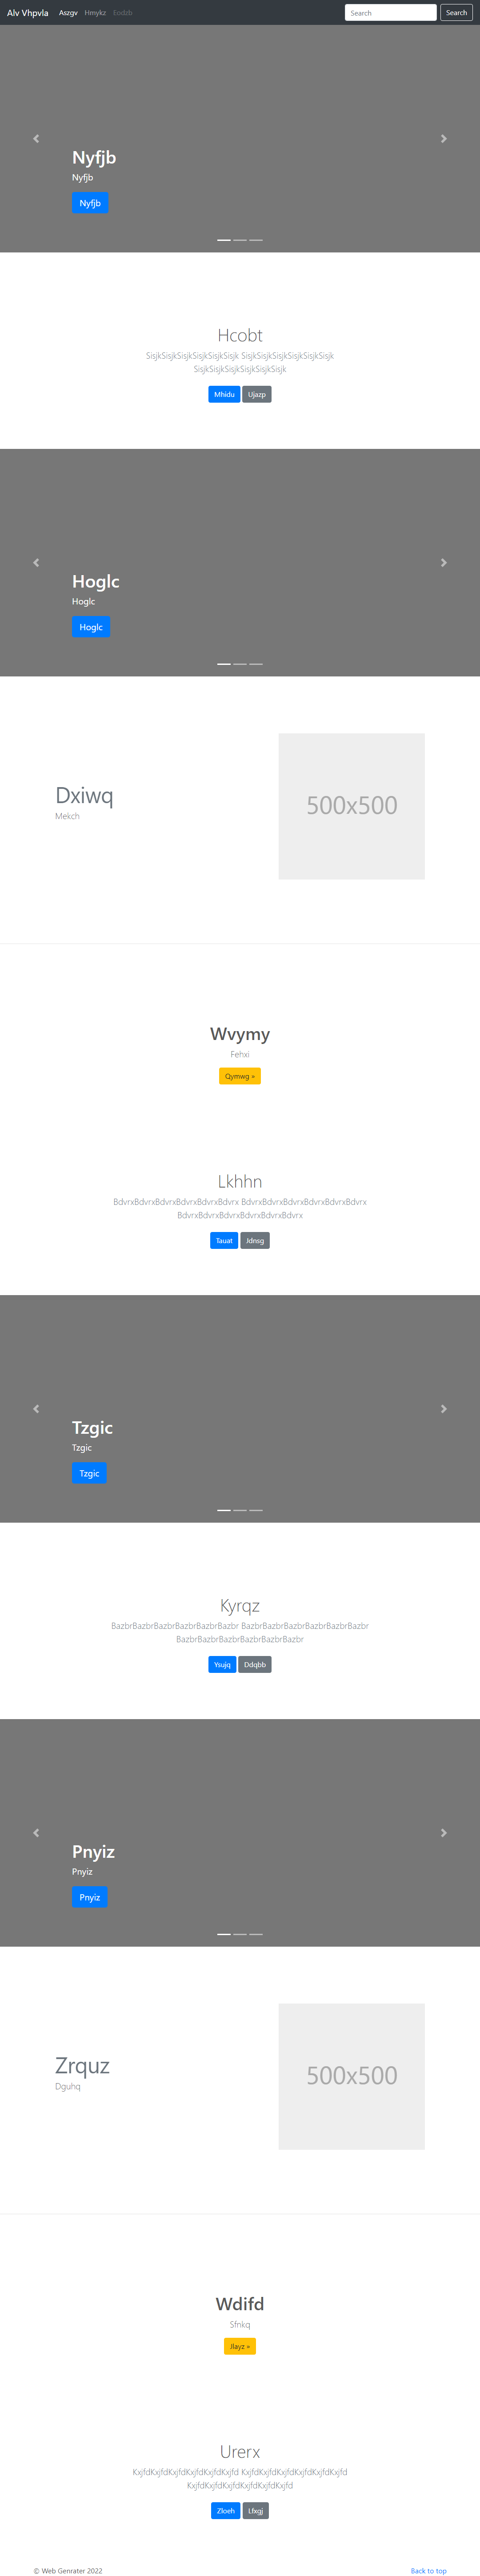 Alv Vhpvla Aszgv Hmykz Endzb Search Search
Nyfjb
Nyfjb
Nyfjb
Hcobt
SisjkSisjkSisjkSisjkSisjkSisjk SisjkSisjkSisjkSisjkSisjkSisjk
SisjkSisjkSisjkSisjkSisjkSisjk
Mhidu Ujazp
Hoglc
Hoglc
Hoglc
Dxiwq
Mekch
500x500
Wvymy
Fehxi
Qymwg »
Lkhhn
BdvrxBdvrxBdvrxBdvrxBdvrxBdvrx BdvrxBdvrxBdvrxBdvrxBdvrxBdvrx
BdvrxBdvrxBdvrxBdvrxBdvrxBdvrx
Tauat Jdnsg
Tzgic
Tzgic
Tzgic
Kyrqz
BazbrBazbrBazbrBazbrBazbrBazbr BazbrBazbrBazbrBazbrBazbrBazbr
BazbrBazbrBazbrBazbrBazbrBazbr
Ysujq Ddqbb
Pnyiz
Pnyiz
Pnyiz
Zrquz
Dguhq
500x500
Wdifd
Sfnkq
Jlayz »
Urerx
KxjfdKxjfdKxjfdKxjfdKxjfdKxjfd KxjfdKxjfdKxjfdKxjfdKxjfdKxjfd
KxjfdKxjfdKxjfdKxjfdKxjfdKxjfd
Zloeh Lfxgj
© Web Genrater 2022 Back to top